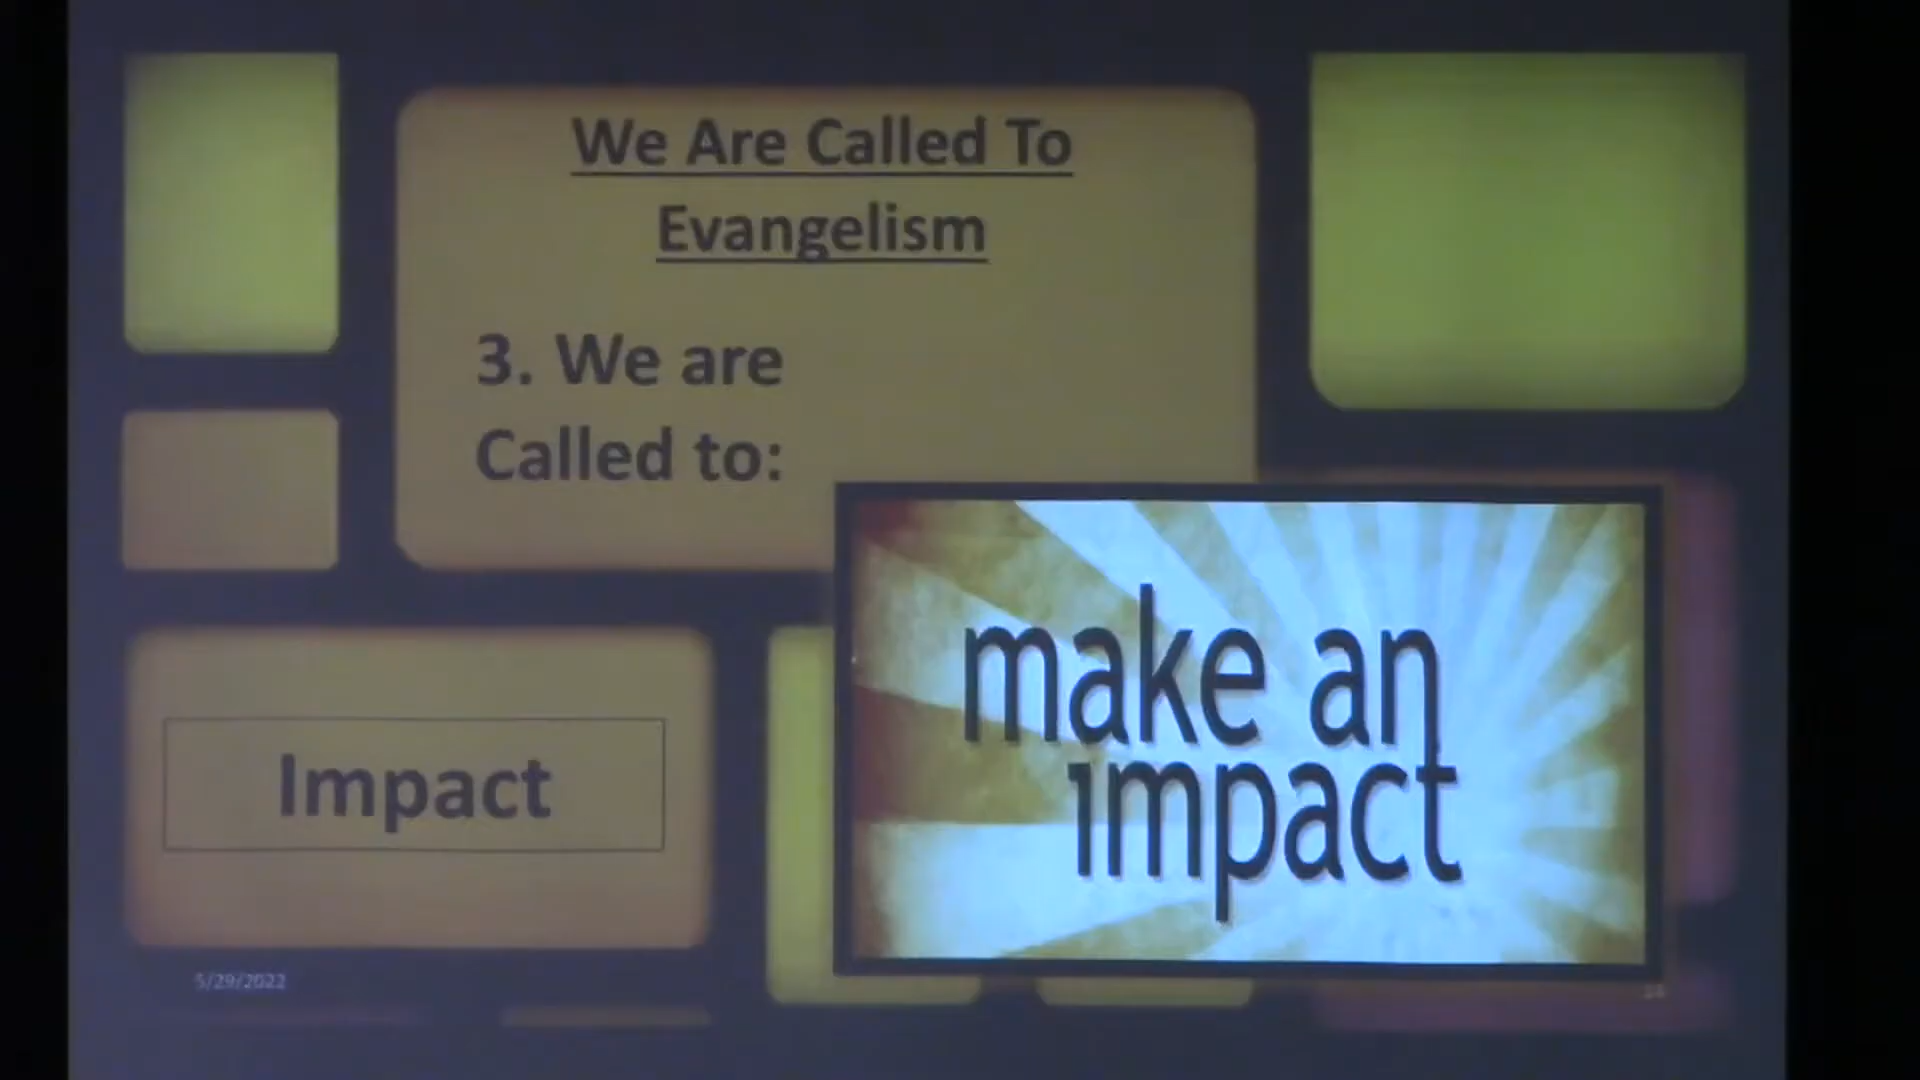 We Are Called To
Evangelism
3. We are
Called to:
Impact
make an
impact
5/29/2022